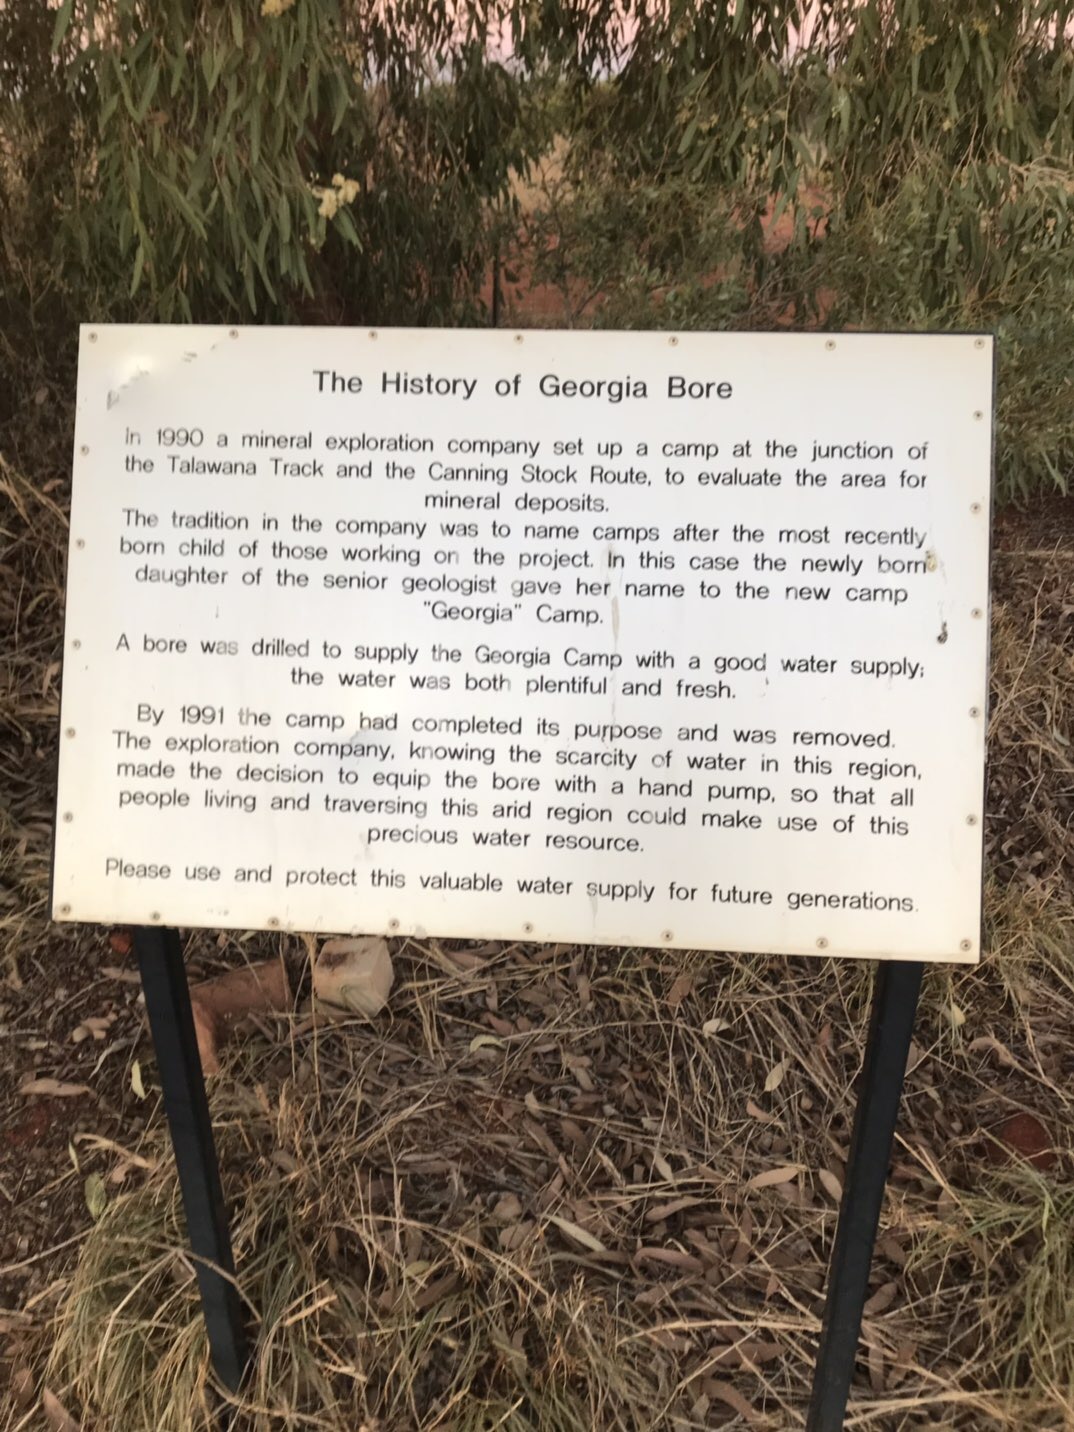 The History of Georgia Bore
In 1990 a mineral exploration company set up a camp at the junction of
the Talawana Track and the Canning Stock Route, to evaluate the area for
mineral deposits.
The tradition in the company was to name camps after the most recently
born child of those working on the project. In this case the newly born
daughter of the senior geologist gave her name to the new camp
"Georgia" Camp.
A bore was drilled to supply the Georgia Camp with a good water supply;
the water was both plentiful and fresh.
By 1991 the camp had completed its purpose and was removed.
The exploration company, knowing the scarcity of water in this region,
made the decision to equip the bore with a hand pump, so that all
people living and traversing this arid region could make use of this
precious water resource.
Please use and protect this valuable water supply for future generations.